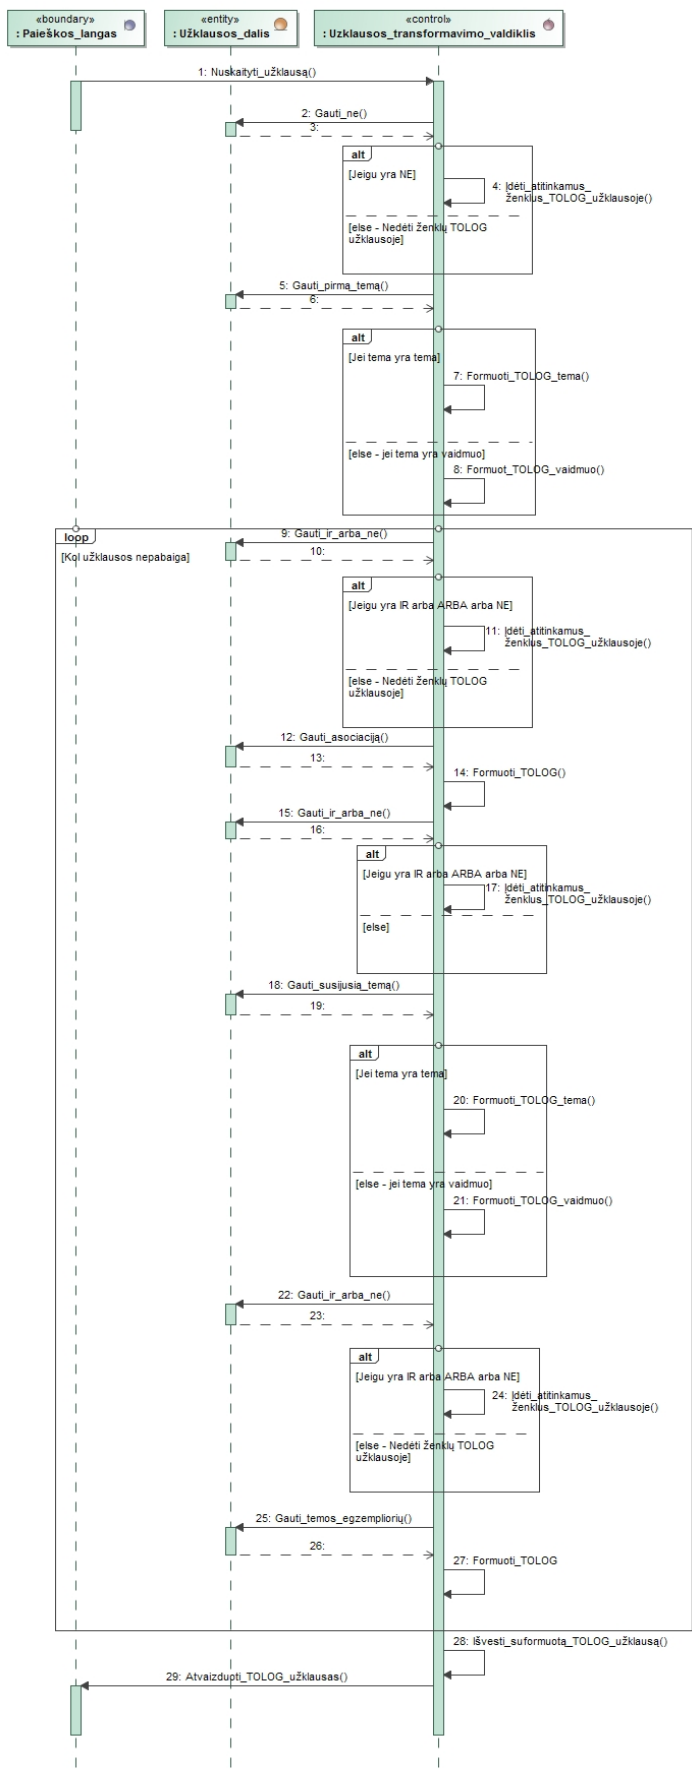 «boundary»
: Paieškos_langas
«entity»
: Užklausos_dalis
«control»
: Uzklausos_transformavimo_valdiklis
1: Nuskaityti_užklausą()
2: Gauti_ne()
3:
alt
[Jeigu yra NE]
4: Įdėti_atitinkamus_
ženklus_TOLOG_užklausoje()
[else - Nedėti ženklų TOLOG
užklausoje]
5: Gauti_pirmą_temą()
6:
alt
[Jei tema yra tema]
7: Formuoti_TOLOG_tema()
[else - jei tema yra vaidmuo]
8: Formuot_TOLOG_vaidmuo()
loop
[Kol užklausos nepabaiga]
9: Gauti_ir_arba_ne()
10:
alt
[Jeigu yra IR arba ARBA arba NE]
11: Įdėti_atitinkamus_
ženklus_TOLOG_užklausoje()
[else - Nedėti ženklų TOLOG
užklausoje]
12: Gauti_asociaciją()
13:
14: Formuoti_TOLOG()
15: Gauti_ir_arba_ne()
16:
alt
[Jeigu yra IR arba ARBA arba NE]
17: Įdėti_atitinkamus_
ženklus_TOLOG_užklausoje()
[else]
18: Gauti_susijusią_temą()
19:
alt
[Jei tema yra tema]
20: Formuoti_TOLOG_tema()
[else - jei tema yra vaidmuo]
21: Formuoti_TOLOG_vaidmuo()
22: Gauti_ir_arba_ne()
23:
alt
[Jeigu yra IR arba ARBA arba NE]
24: Įdėti_atitinkamus_
ženklus_TOLOG_užklausoje()
[else - Nedėti ženklų TOLOG
užklausoje]
25: Gauti_temos_egzempliorių()
26:
27: Formuoti_TOLOG
28: Išvesti_suformuotą_TOLOG_užklausą()
29: Atvaizduoti_TOLOG_užklausas()